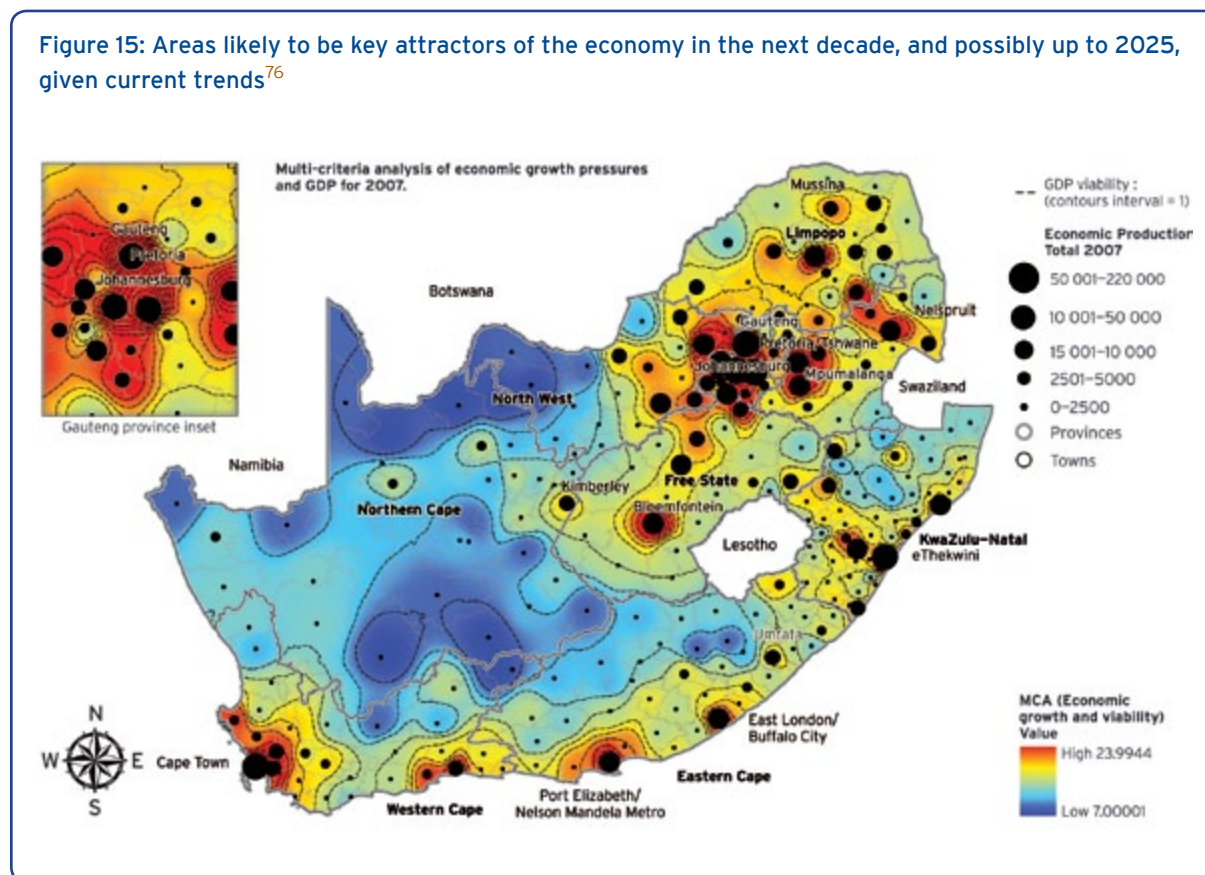 Figure 15: Areas likely to be key attractors of the economy in the next decade, and possibly up to 2025,
given current trends76
Multi-criteria analysis of economic growth pressures
and GDP for 2007.
Gauteng
Pretoria
Johannesburg
Gauteng province inset
Mussina
Limpopo
Botswana
Nelspruit
Gauteng
Pretoria/Tshwane
Johannesburg
Mpumalanga
Swaziland
North West
Namibia
Kimberley
Free State
Northern Cape
Bloemfontein
Lesotho
KwaZulu-Natal
eThekwini
Umtata
East London/
Buffalo City
Eastern Cape
Cape Town
Western Cape
Port Elizabeth/
Nelson Mandela Metro
N
W E
S
GDP viability :
(contours interval = 1)
Economic Production
Total 2007
50 001–220 000
10 001–50 000
15 001–10 000
2501–5000
0–2500
Provinces
Towns
MCA (Economic
growth and viability)
Value
High 23.9944
Low 7.00001